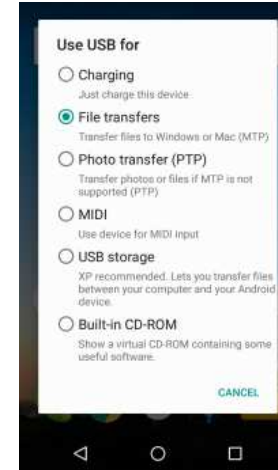 Use USB for
Charging
Just charge this device
File transfers
Transfer files to Windows or Mac (MTP)
Photo transfer (PTP)
Transfer photos or files if MTP is not
supported (PTP)
MIDI
Use device for MIDI input
USB storage
XP recommended. Lets you transfer files
between your computer and your Android
device.
Built-in CD-ROM
Show a virtual CD-ROM containing some
useful software.
CANCEL